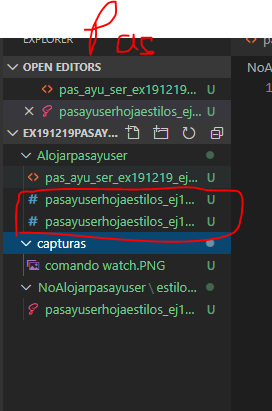 Pas
EXPLORER
OPEN EDITORS
pas_ayu_ser_ex191219... U
pasayuserhojaestilos_ej... U
EX191219PASAY...
Alojarpasayuser
pas_ayu_ser_ex191219_ej... U
# pasayuserhojaestilos_ej1... U
# pasayuserhojaestilos_ej1... U
capturas
comando watch.PNG U
NoAlojarpasayuser \ estilo...
pasayuserhojaestilos_ej1... U
NoA
1